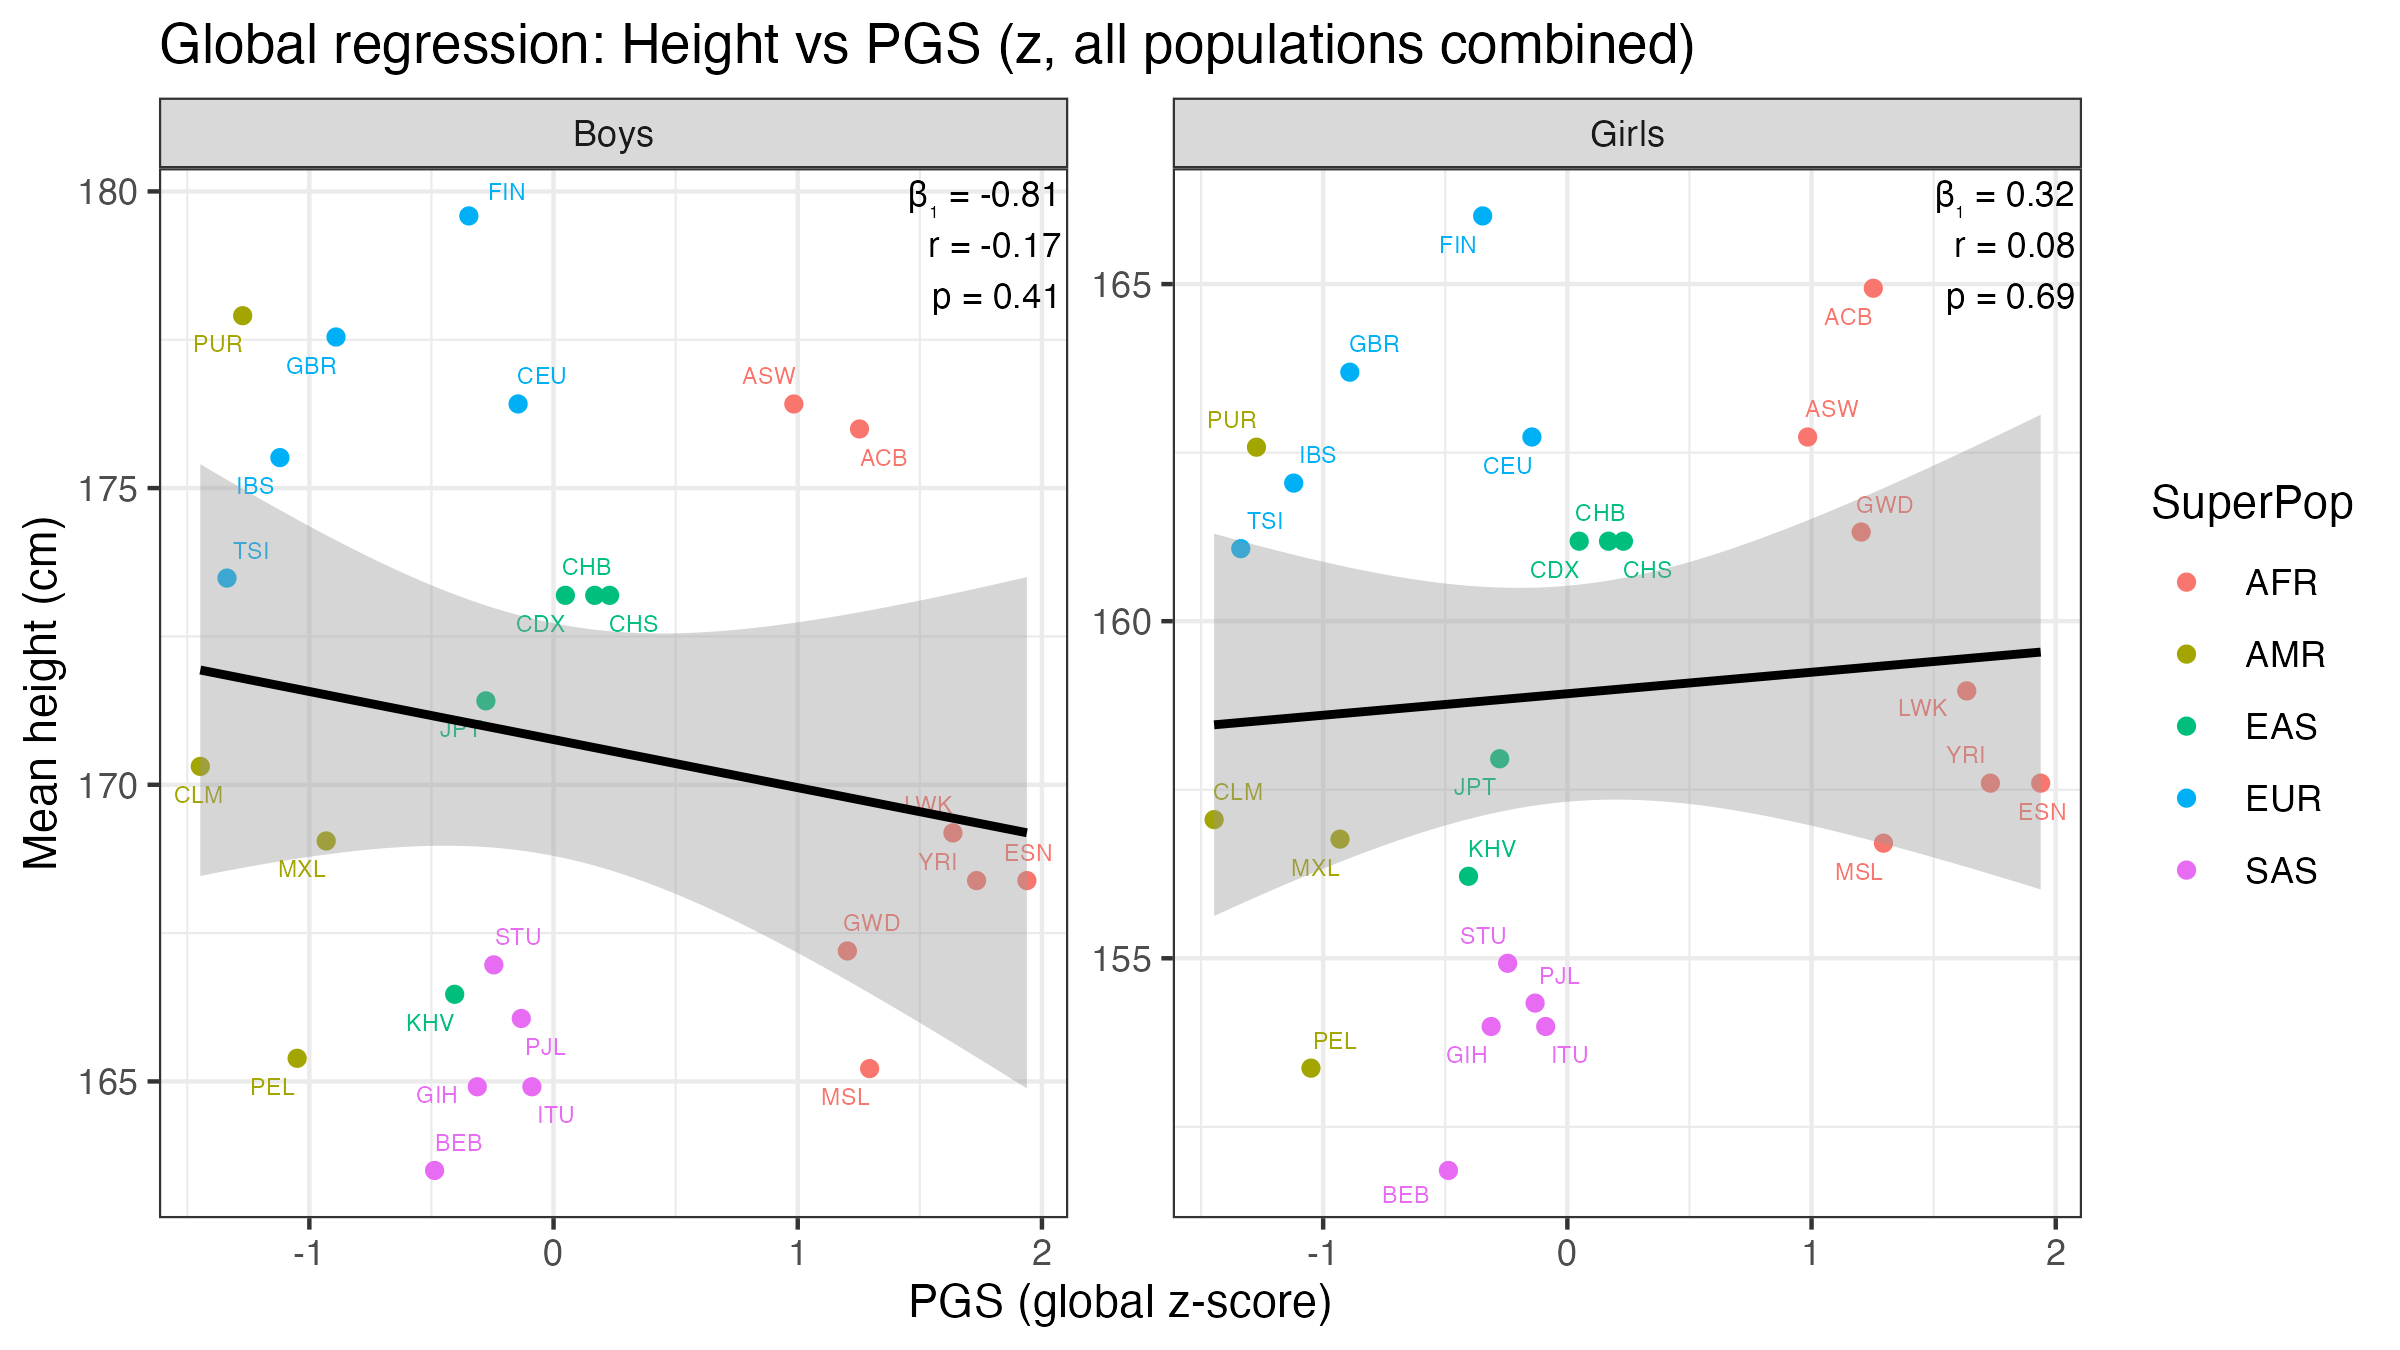 Global regression: Height vs PGS (z, all populations combined)
Boys
Girls
β₁ = -0.81
r = -0.17
p = 0.41
β₁ = 0.32
r = 0.08
p = 0.69
Mean height (cm)
180
175
170
165
FIN
PUR
GBR
CEU
ASW
ACB
IBS
TSI
CHB
CDX
CHS
JPT
CLM
LWK
MXL
YRI
ESN
GWD
STU
KHV
PJL
PEL
GIH
ITU
MSL
BEB
-1
0
1
2
165
160
155
FIN
ACB
GBR
PUR
ASW
IBS
CEU
TSI
GWD
CHB
CDX
CHS
LWK
YRI
JPT
CLM
ESN
KHV
MXL
MSL
STU
PJL
PEL
GIH
ITU
BEB
-1
0
1
2
PGS (global z-score)
SuperPop
AFR
AMR
EAS
EUR
SAS